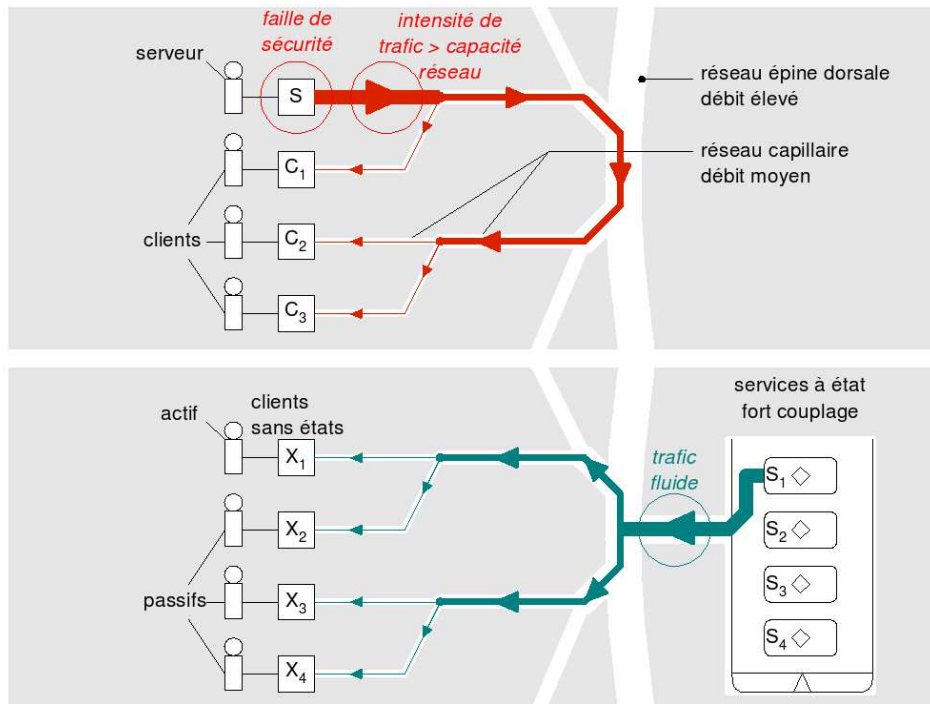 faille de
sécurité
intensité de
trafic > capacité
réseau
serveur
S
réseau épine dorsale
débit élevé
réseau capillaire
débit moyen
C1
clients
C2
C3
services à état
fort couplage
actif
clients
sans états
X1
trafic
fluide
S1
X2
S2
passifs
X3
S3
S4
X4